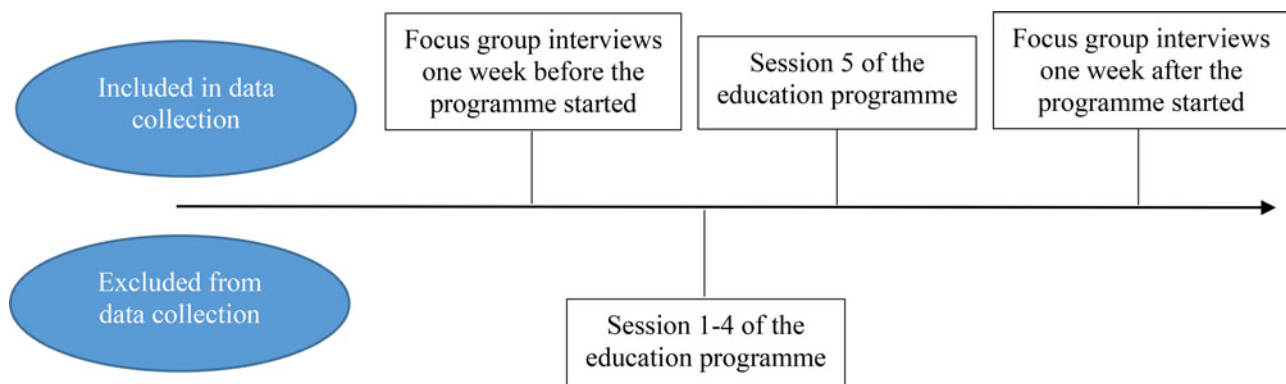 Included in data
collection
Focus group interviews
one week before the
programme started
Session 5 of the
education programme
Focus group interviews
one week after the
programme started
Excluded from
data collection
Session 1-4 of the
education programme